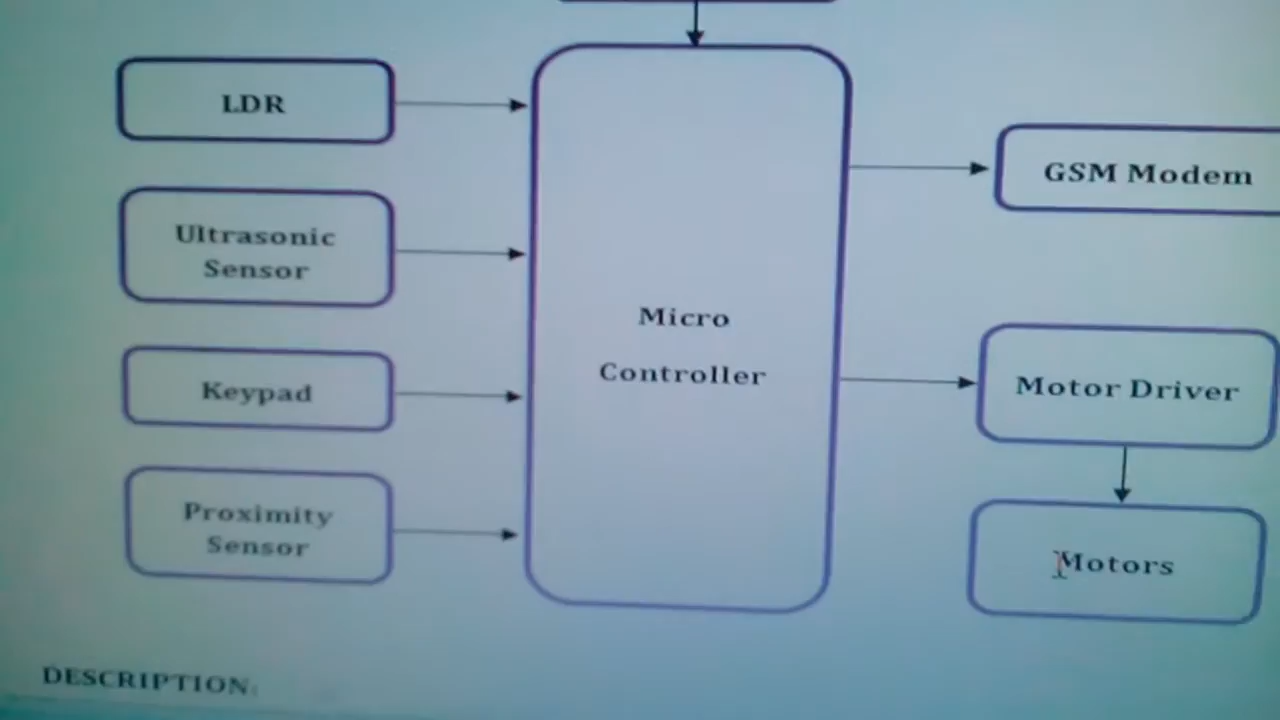 LDR
Ultrasonic
Sensor
Keypad
Proximity
Sensor
Micro
Controller
GSM Modem
Motor Driver
Motors
DESCRIPTION: